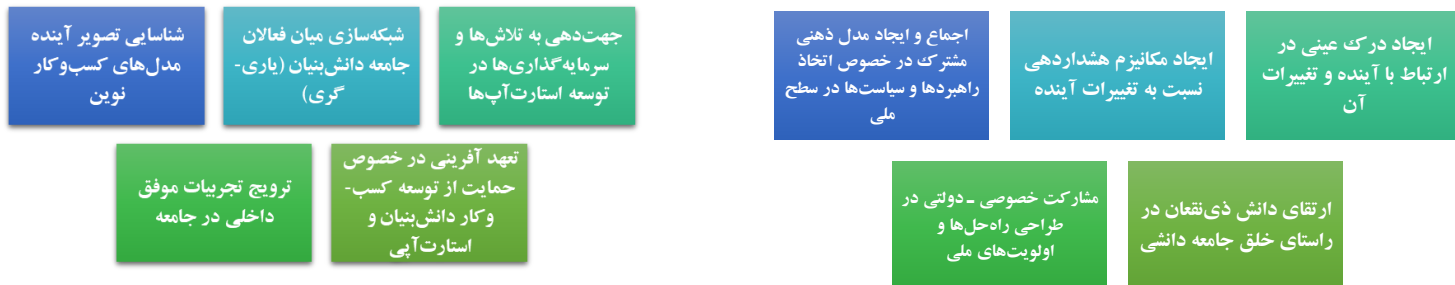 ایجاد درک عینی در
ارتباط با آینده و تغییرات
آن
ایجاد مکانیزم هشداردهی
نسبت به تغییرات آینده
اجماع و ایجاد مدل ذهنی
مشترک در خصوص اتخاذ
راهبردها و سیاست‌ها در سطح
ملی
ارتقای دانش ذی‌نقعان در
راستای خلق جامعه دانشی
مشارکت خصوصی ـ دولتی در
طراحی راه‌حل‌ها و
اولویت‌های ملی
جهت‌دهی به تلاش‌ها و
سرمایه‌گذاری‌ها در
توسعه استارت‌آپ‌ها
شبکه‌سازی میان فعالان
جامعه دانش‌بنیان (یاری-
گری)
شناسایی تصویر آینده
مدل‌های کسب‌وکار
نوین
تعهد آفرینی در خصوص
حمایت از توسعه کسب-
وکار دانش‌بنیان و
استارت‌آپی
ترویج تجربیات موفق
داخلی در جامعه